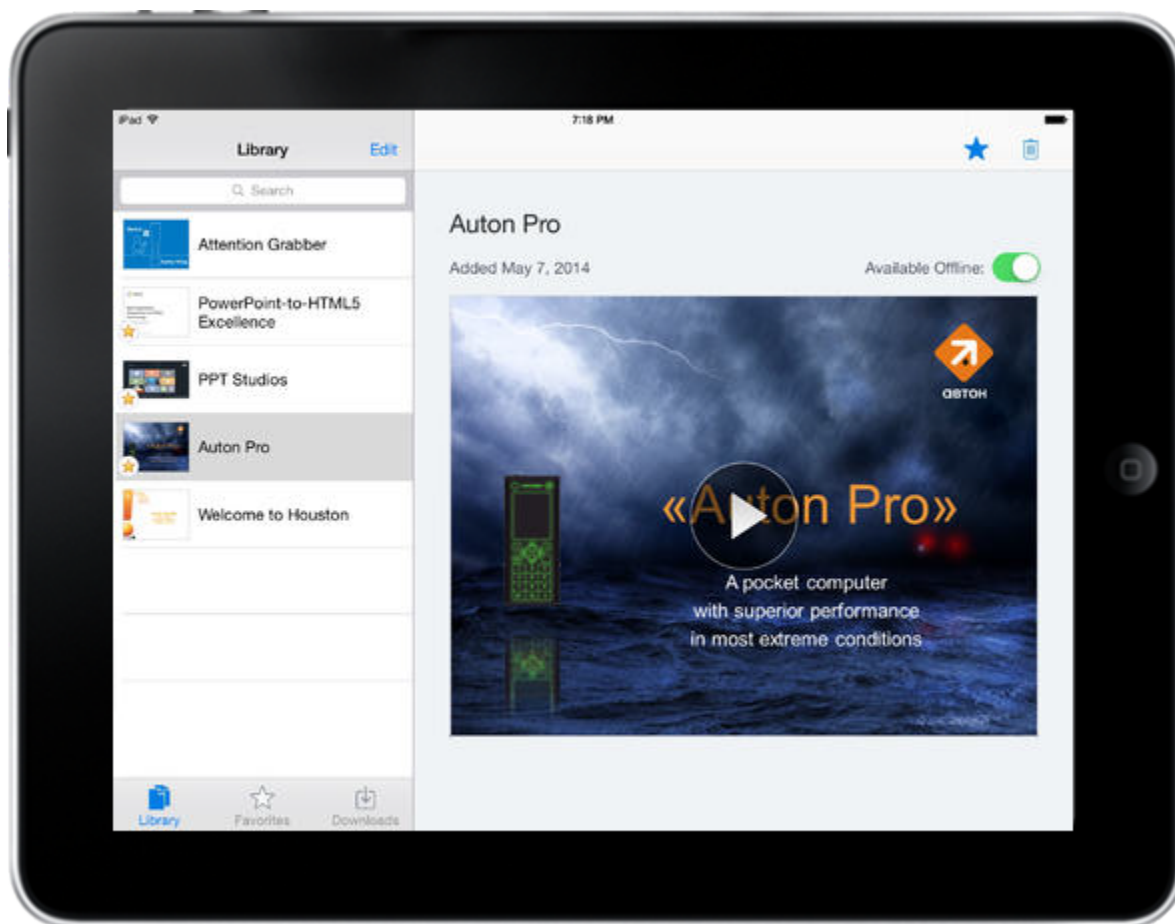 iPad
7:18 PM
Library
Edit
Search
Attention Grabber
PowerPoint-to-HTML5
Excellence
PPT Studios
Auton Pro
Welcome to Houston
Library
Favorites
Downloads
Auton Pro
Added May 7, 2014
Available Offline:
автон
«Auton Pro»
A pocket computer
with superior performance
in most extreme conditions